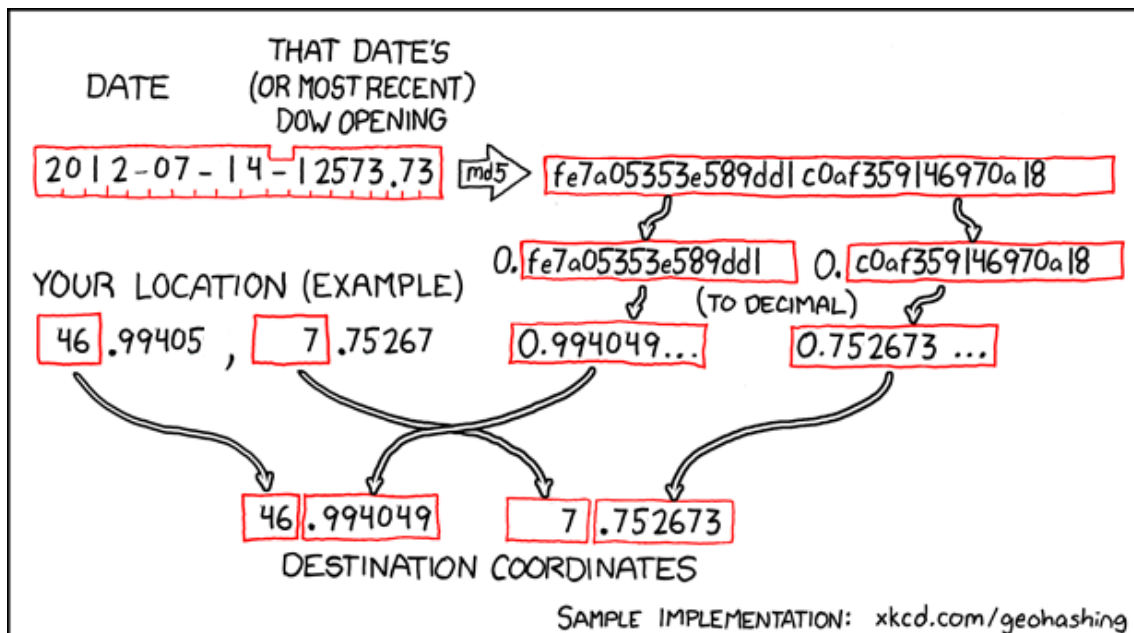 DATE
THAT DATE'S
(OR MOST RECENT)
DOW OPENING
2012-07-14-12573.73
md5
fe7a05353e589dd1c0af359146970a18
0.fe7a05353e589dd1
0.c0af359146970a18
(TO DECIMAL)
YOUR LOCATION (EXAMPLE)
46.99405, 7.75267
0.994049...
0.752673 ...
46.994049
7.752673
DESTINATION COORDINATES
SAMPLE IMPLEMENTATION: xkcd.com/geohashing